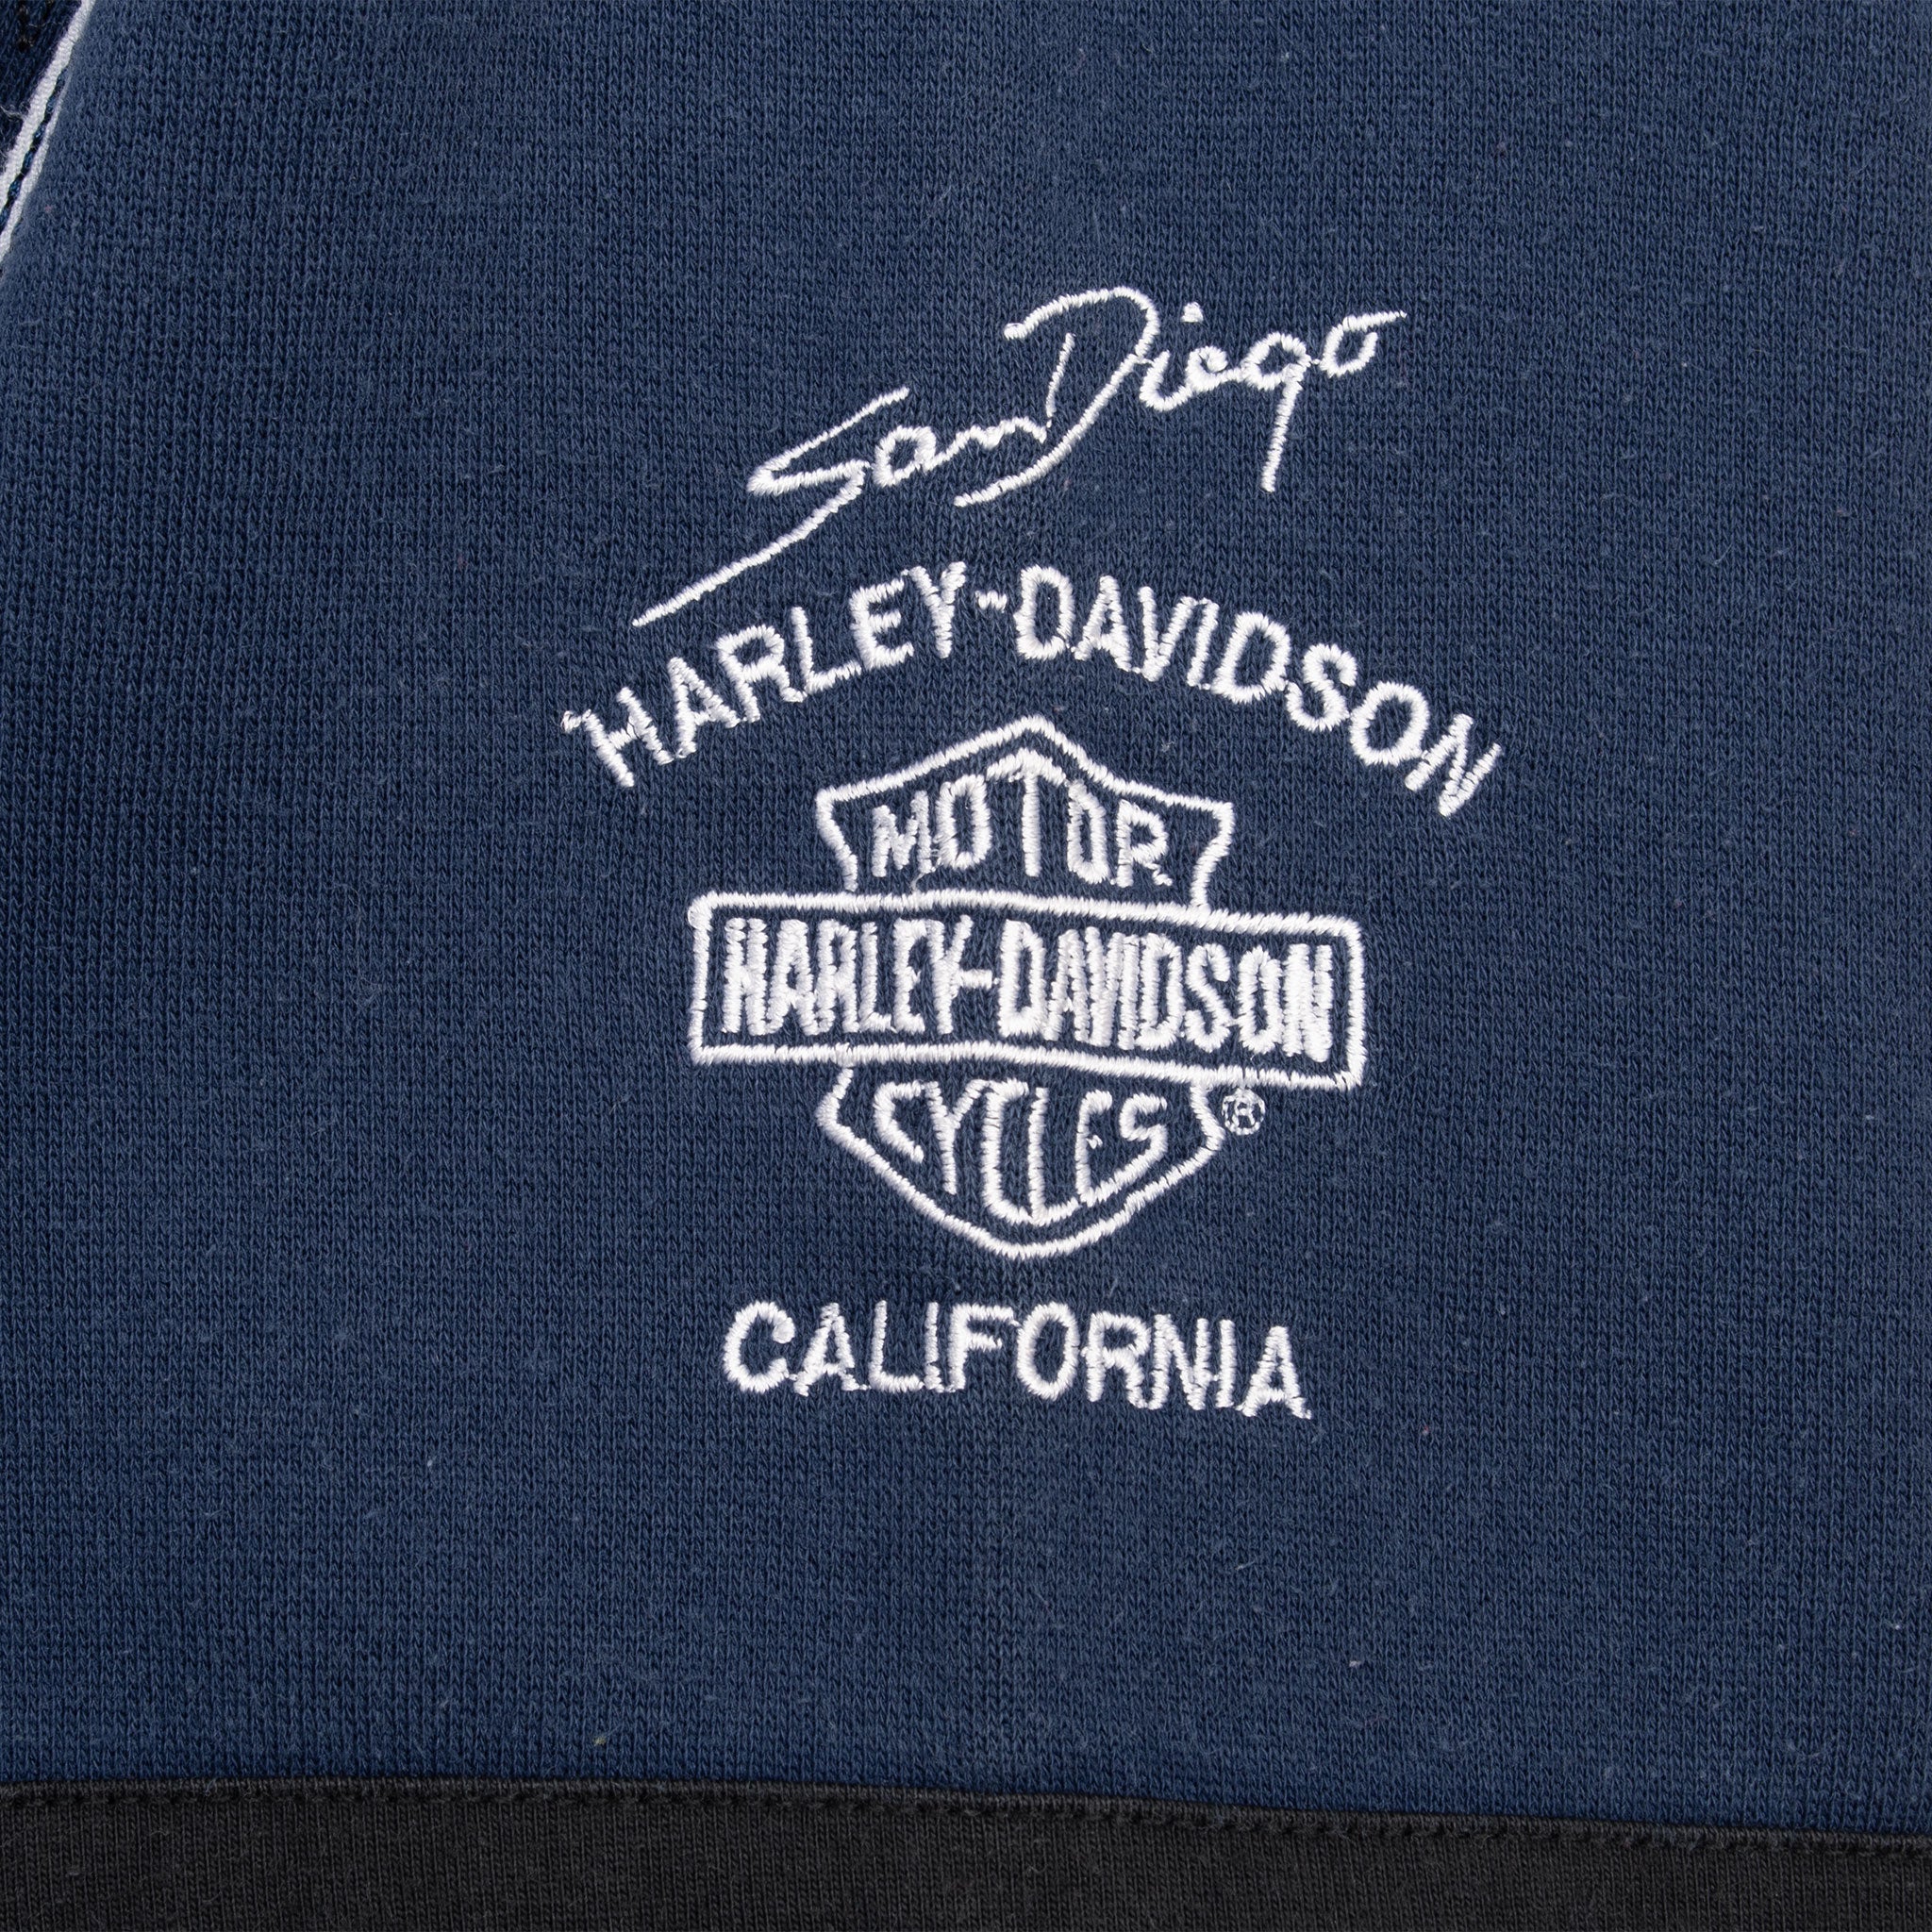 San Diego
HARLEY-DAVIDSON
MOTOR
HARLEY-DAVIDSON
CYCLES
®
CALIFORNIA